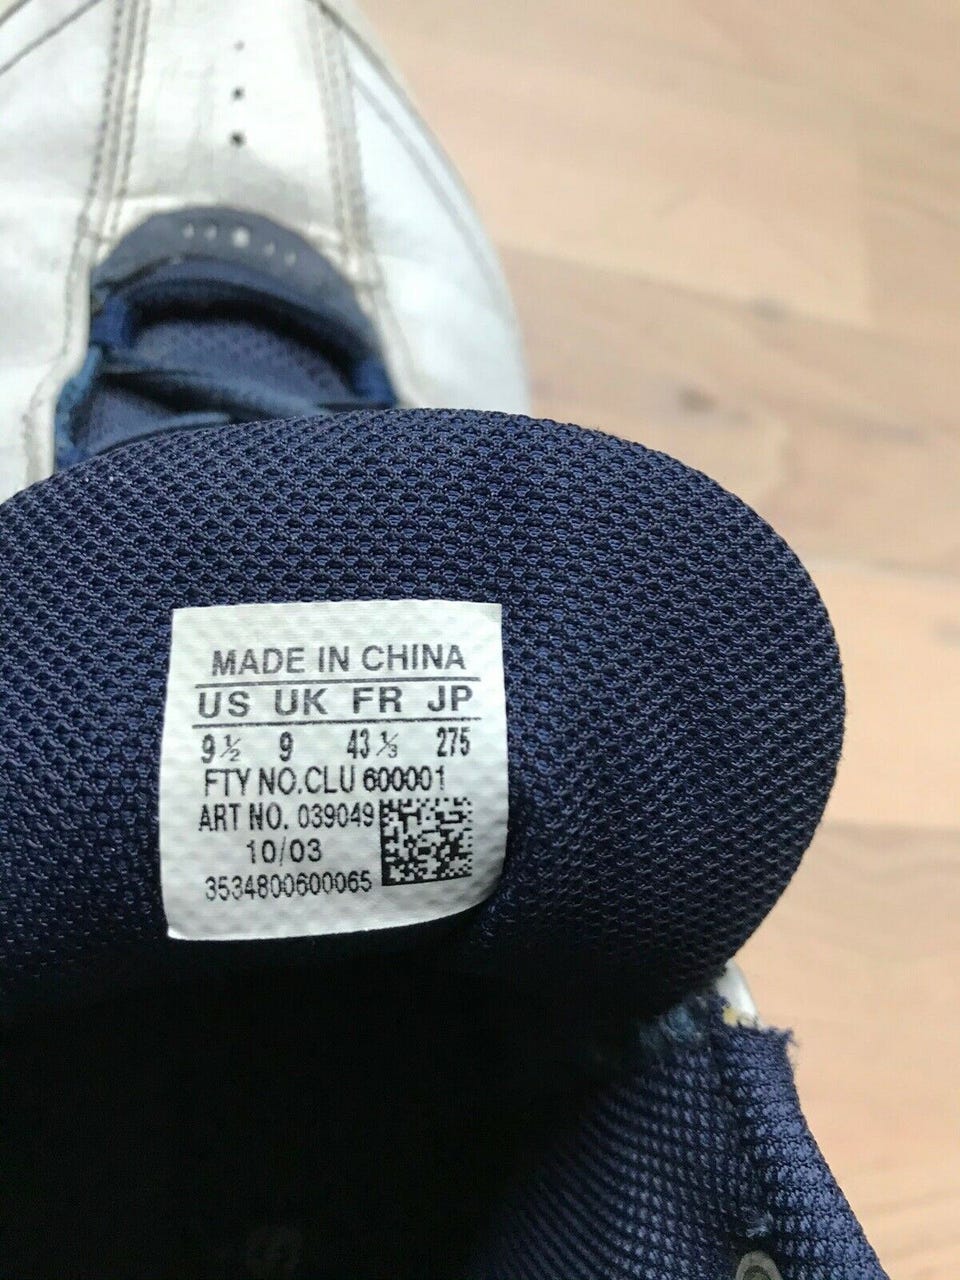 MADE IN CHINA
US UK FR JP
9½ 9 43⅓ 275
FTY NO.CLU 600001
ART NO. 039049
10/03
3534800600065